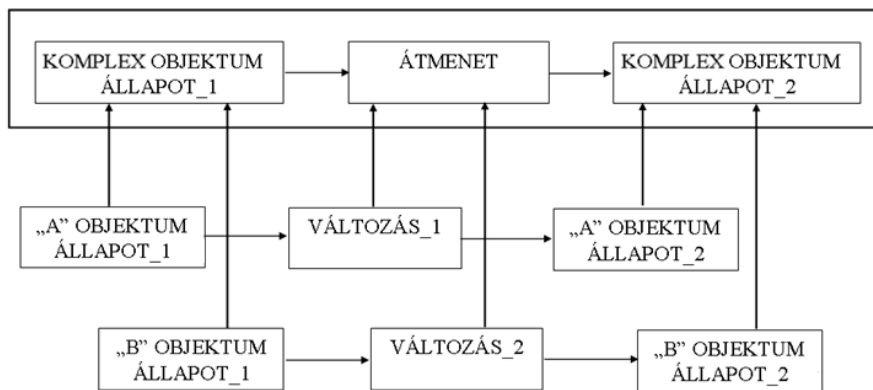 KOMPLEX OBJEKTUM
ÁLLAPOT_1
ÁTMENET
KOMPLEX OBJEKTUM
ÁLLAPOT_2
„A” OBJEKTUM
ÁLLAPOT_1
VÁLTOZÁS_1
„A” OBJEKTUM
ÁLLAPOT_2
„B” OBJEKTUM
ÁLLAPOT_1
VÁLTOZÁS_2
„B” OBJEKTUM
ÁLLAPOT_2